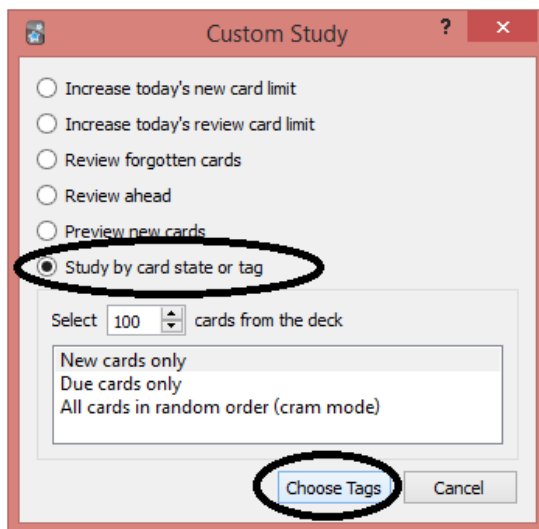 Custom Study
?
×
Increase today's new card limit
Increase today's review card limit
Review forgotten cards
Review ahead
Preview new cards
Study by card state or tag
Select 100 cards from the deck
New cards only
Due cards only
All cards in random order (cram mode)
Choose Tags Cancel